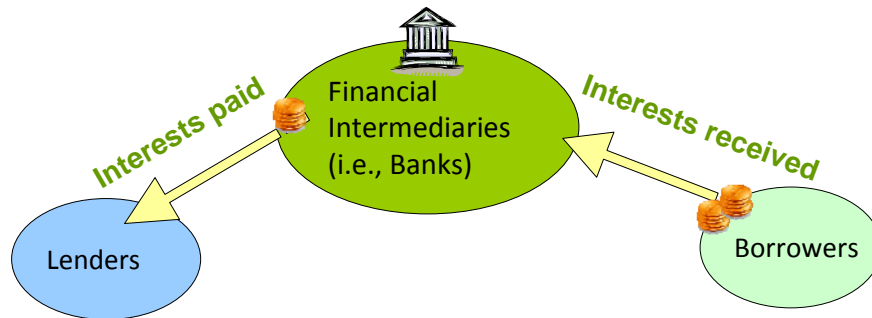 Financial
Intermediaries
(i.e., Banks)
Interests paid
Interests received
Lenders
Borrowers